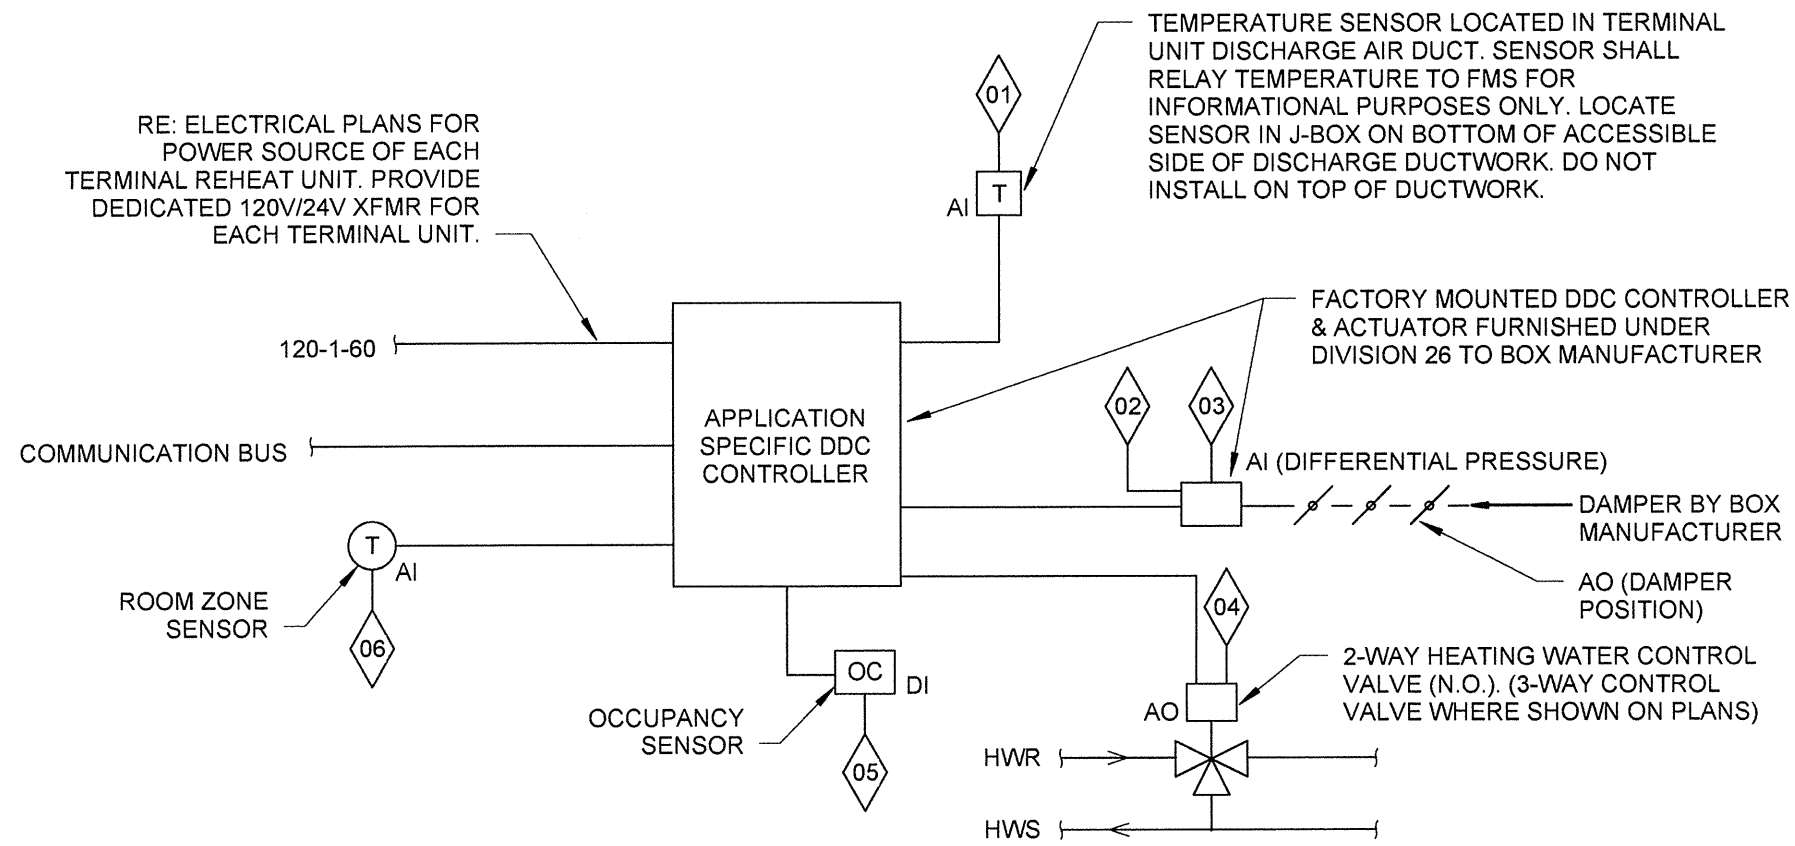 TEMPERATURE SENSOR LOCATED IN TERMINAL
UNIT DISCHARGE AIR DUCT. SENSOR SHALL
RELAY TEMPERATURE TO FMS FOR
INFORMATIONAL PURPOSES ONLY. LOCATE
SENSOR IN J-BOX ON BOTTOM OF ACCESSIBLE
SIDE OF DISCHARGE DUCTWORK. DO NOT
INSTALL ON TOP OF DUCTWORK.
01
T
AI
RE: ELECTRICAL PLANS FOR
POWER SOURCE OF EACH
TERMINAL REHEAT UNIT. PROVIDE
DEDICATED 120V/24V XFMR FOR
EACH TERMINAL UNIT.
120-1-60
COMMUNICATION BUS
APPLICATION
SPECIFIC DDC
CONTROLLER
FACTORY MOUNTED DDC CONTROLLER
& ACTUATOR FURNISHED UNDER
DIVISION 26 TO BOX MANUFACTURER
02
03
AI (DIFFERENTIAL PRESSURE)
DAMPER BY BOX
MANUFACTURER
AO (DAMPER
POSITION)
T
AI
ROOM ZONE
SENSOR
06
OC
DI
OCCUPANCY
SENSOR
05
04
AO
2-WAY HEATING WATER CONTROL
VALVE (N.O.). (3-WAY CONTROL
VALVE WHERE SHOWN ON PLANS)
HWR
HWS